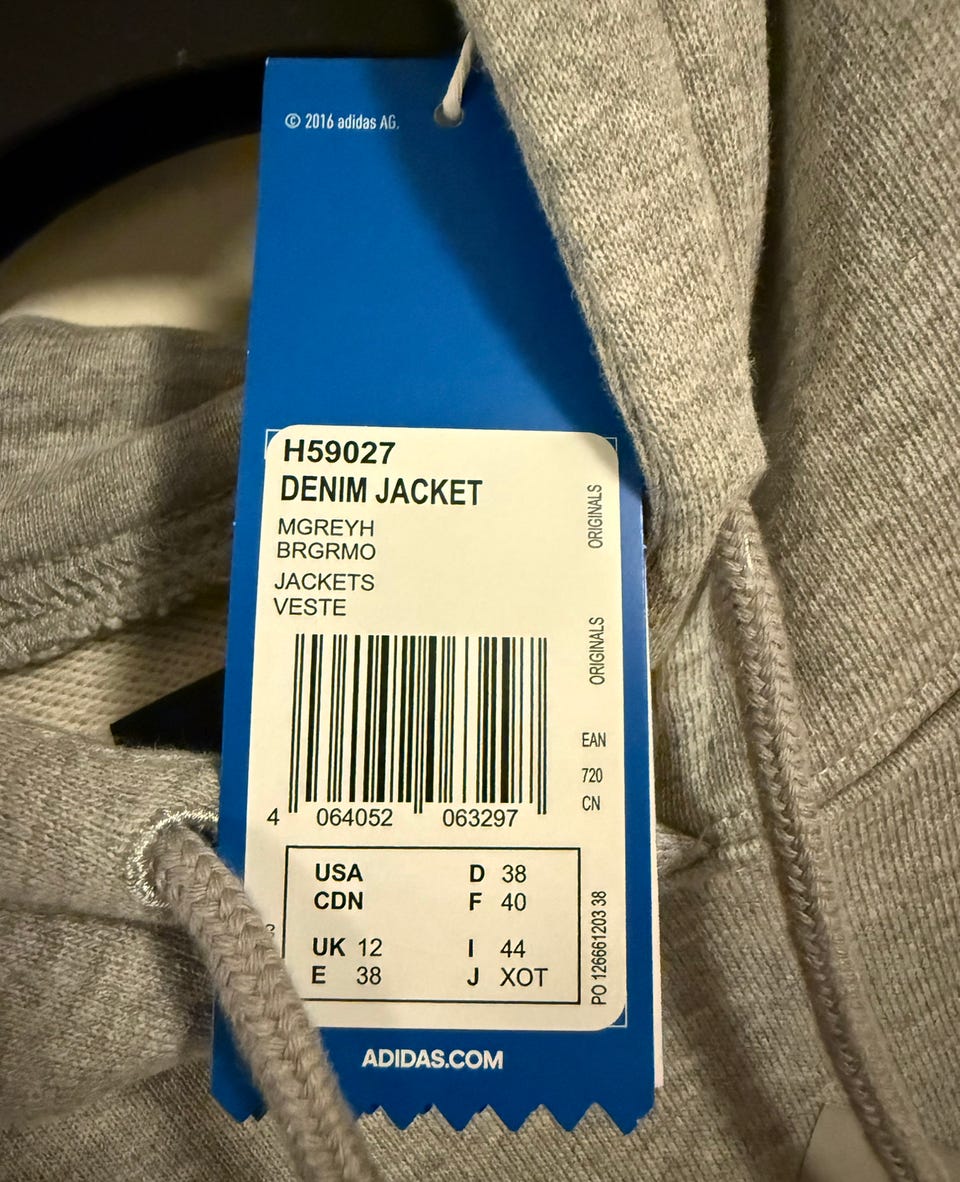 © 2016 adidas AG.
H59027
DENIM JACKET
MGREYH
BRGRMO
JACKETS
VESTE
ORIGINALS
ORIGINALS
EAN
720
CN
4 064052 063297
USA D 38
CDN F 40
UK 12 I 44
E 38 J XOT
PO 126661203 38
ADIDAS.COM